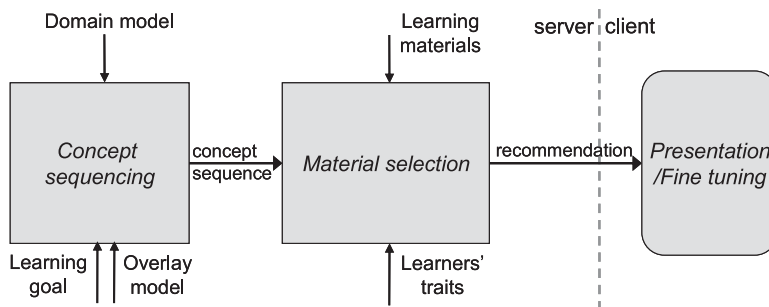 Domain model
Learning
materials
server
client
Concept
sequencing
concept
sequence
Material selection
recommendation
Presentation
/Fine tuning
Learning
goal
Overlay
model
Learners'
traits